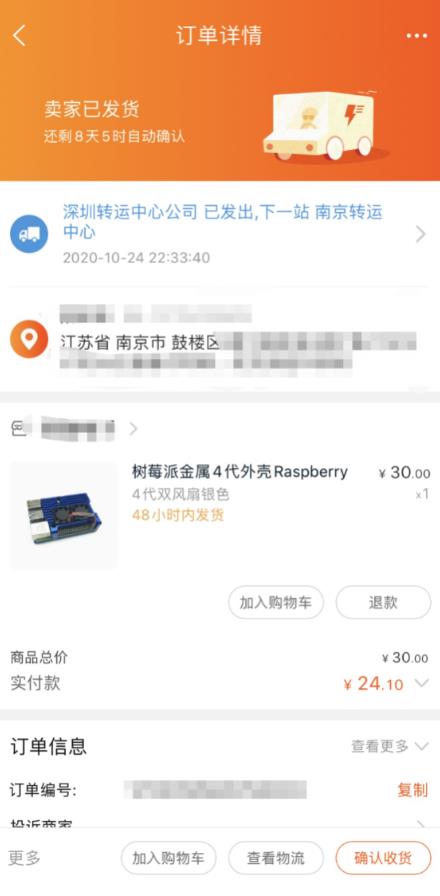 订单详情
卖家已发货
还剩8天5时自动确认
深圳转运中心公司 已发出,下一站 南京转运
中心
2020-10-24 22:33:40
江苏省 南京市 鼓楼区
树莓派金属4代外壳Raspberry
¥30.00
4代双风扇银色
x1
48小时内发货
加入购物车
退款
商品总价
¥30.00
实付款
¥24.10
订单信息
查看更多
订单编号:
复制
投诉商家
更多
加入购物车
查看物流
确认收货